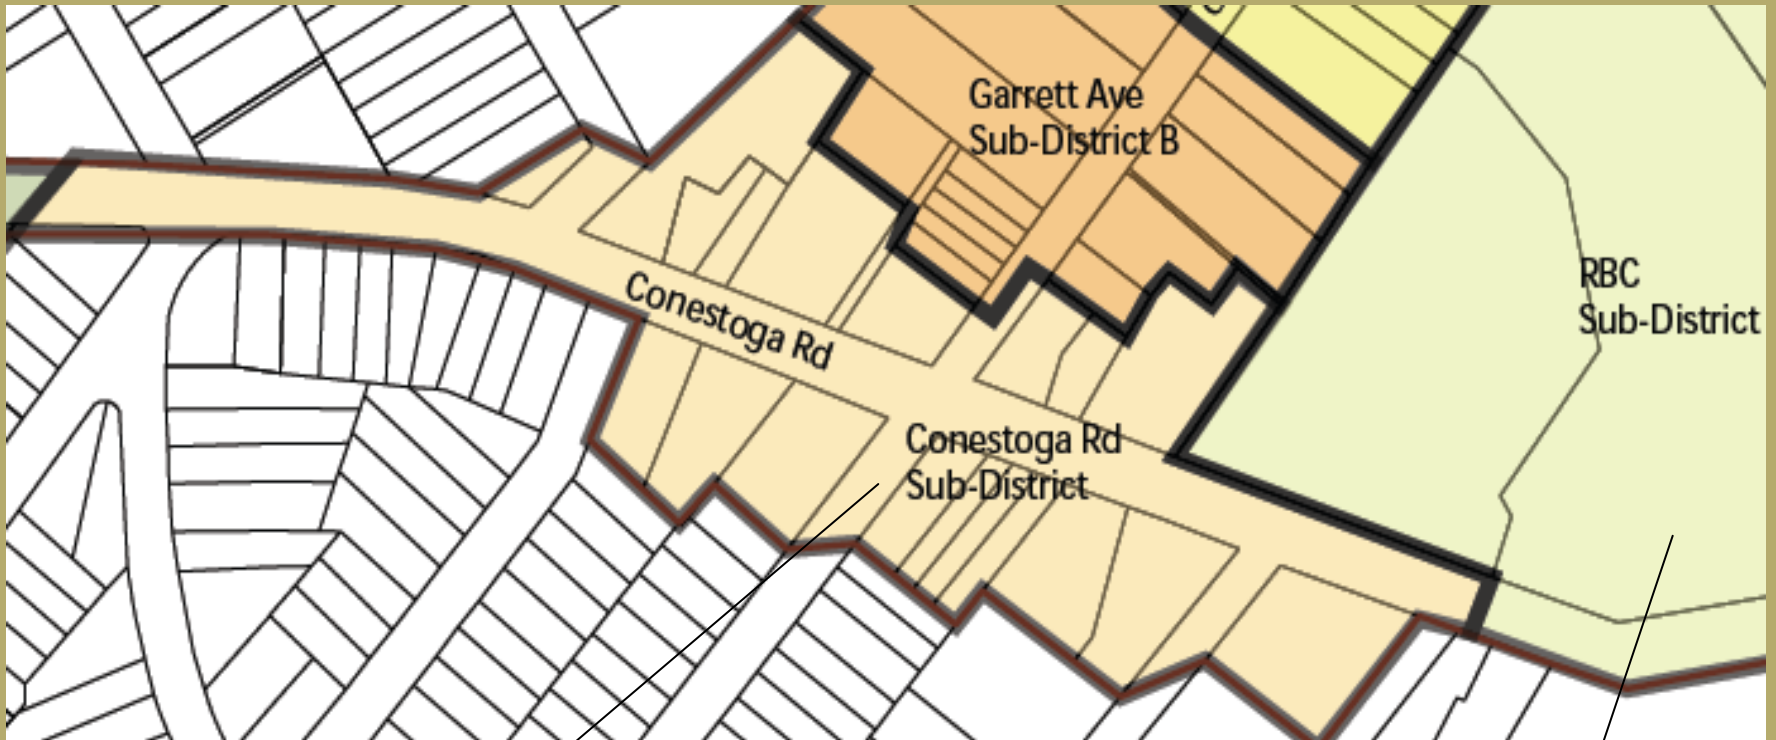 Garrett Ave
Sub-District B
RBC
Sub-District
Conestoga Rd
Conestoga Rd
Sub-District